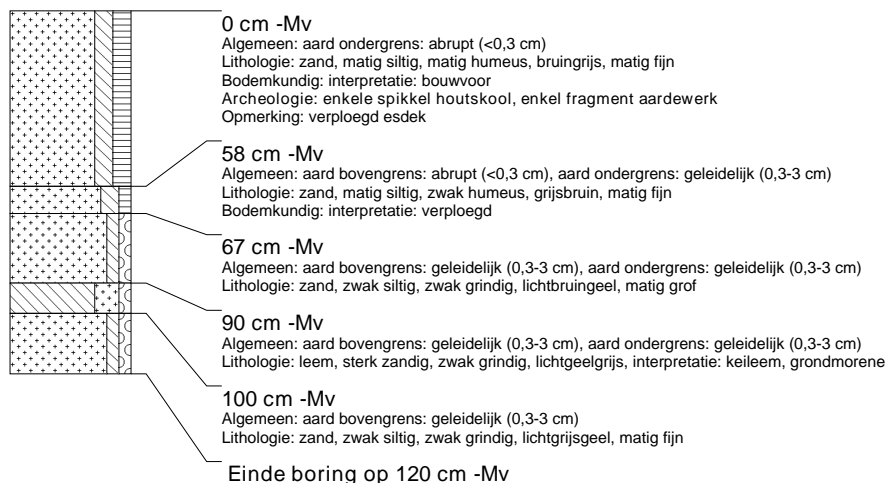 0 cm -Mv
Algemeen: aard ondergrens: abrupt (<0,3 cm)
Lithologie: zand, matig siltig, matig humeus, bruingrijs, matig fijn
Bodemkundig: interpretatie: bouwvoor
Archeologie: enkele spikkel houtskool, enkel fragment aardewerk
Opmerking: verploegd esdek
58 cm -Mv
Algemeen: aard bovengrens: abrupt (<0,3 cm), aard ondergrens: geleidelijk (0,3-3 cm)
Lithologie: zand, matig siltig, zwak humeus, grijsbruin, matig fijn
Bodemkundig: interpretatie: verploegd
67 cm -Mv
Algemeen: aard bovengrens: geleidelijk (0,3-3 cm), aard ondergrens: geleidelijk (0,3-3 cm)
Lithologie: zand, zwak siltig, zwak grindig, lichtbruingeel, matig grof
90 cm -Mv
Algemeen: aard bovengrens: geleidelijk (0,3-3 cm), aard ondergrens: geleidelijk (0,3-3 cm)
Lithologie: leem, sterk zandig, zwak grindig, lichtgeelgrijs, interpretatie: keileem, grondmorene
100 cm -Mv
Algemeen: aard bovengrens: geleidelijk (0,3-3 cm)
Lithologie: zand, zwak siltig, zwak grindig, lichtgrijsgeel, matig fijn
Einde boring op 120 cm -Mv